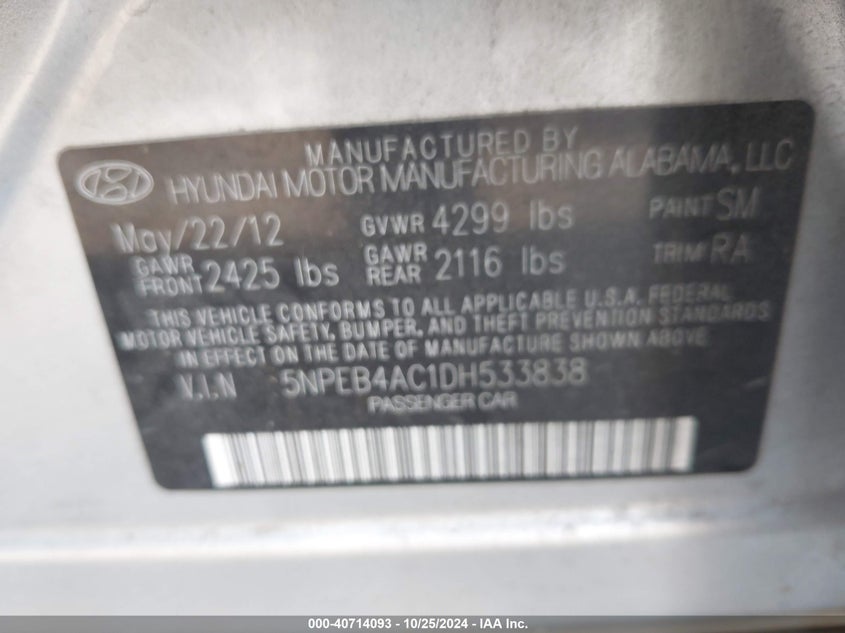 MANUFACTURED BY
HYUNDAI MOTOR MANUFACTURING ALABAMA, LLC
May/22/12 GVWR 4299 lbs PAINT SM
GAWR FRONT 2425 lbs GAWR REAR 2116 lbs TRIM RA
THIS VEHICLE CONFORMS TO ALL APPLICABLE U.S.A. FEDERAL
MOTOR VEHICLE SAFETY, BUMPER, AND THEFT PREVENTION STANDARDS
IN EFFECT ON THE DATE OF MANUFACTURE SHOWN ABOVE
V.I.N 5NPEB4AC1DH533838
PASSENGER CAR
000-40714093 - 10/25/2024 - IAA Inc.